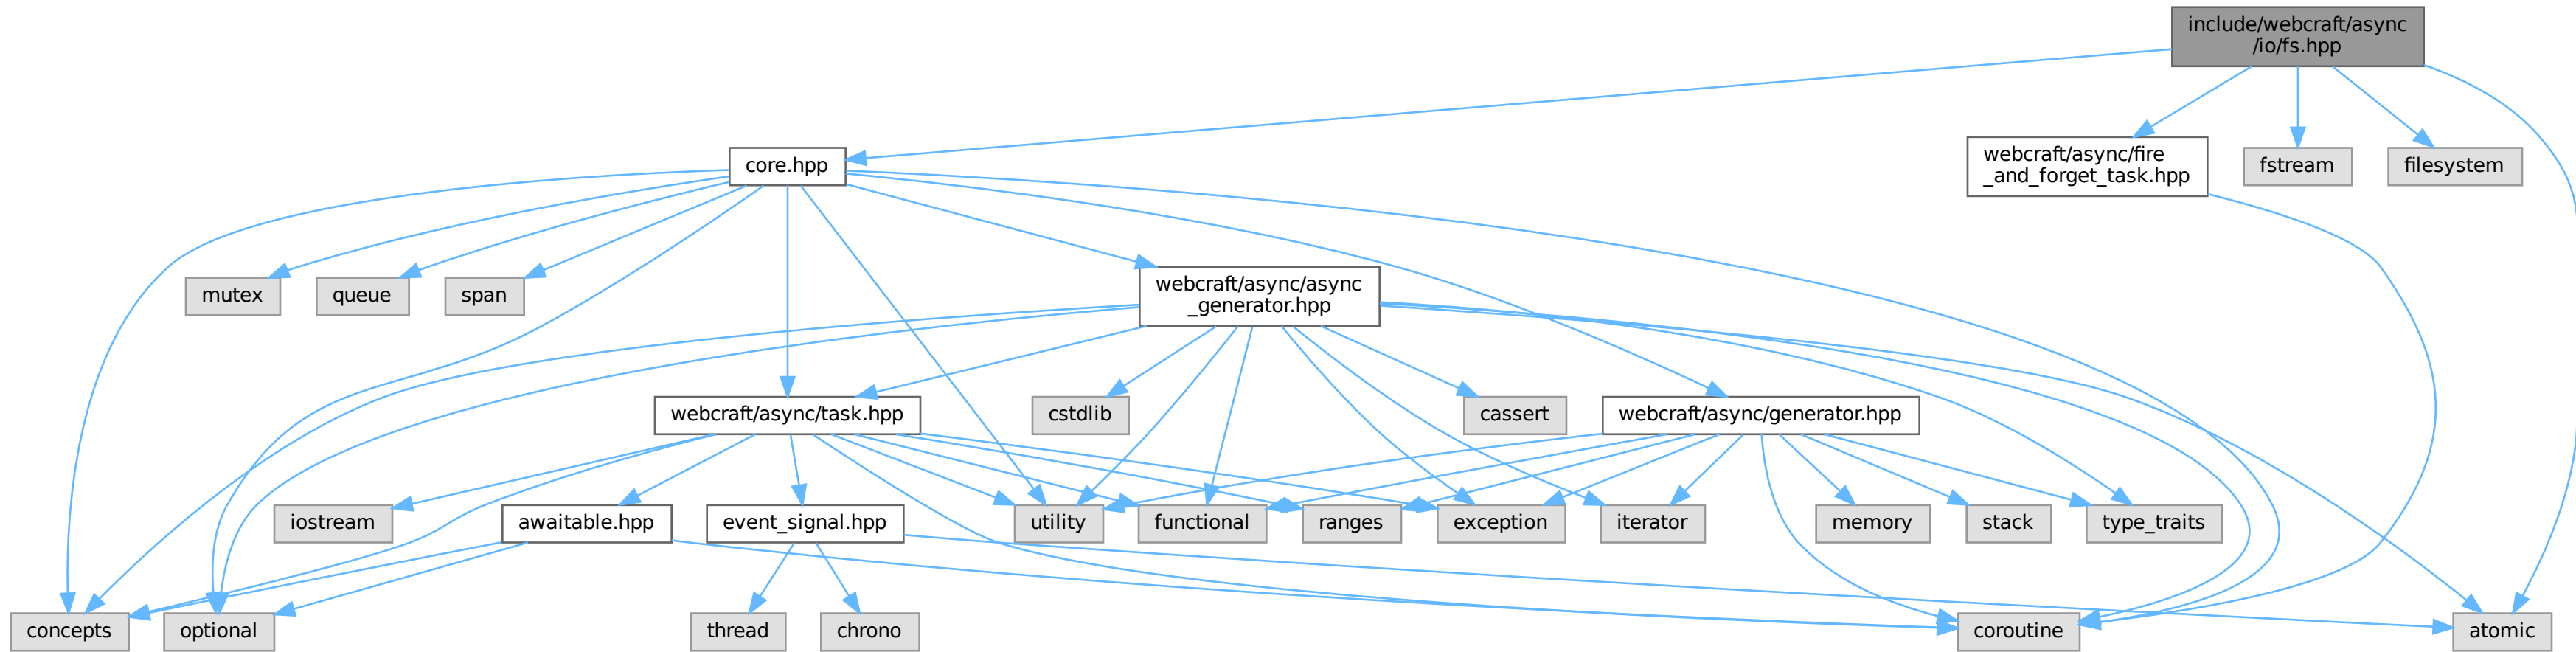 include/webcraft/async
/io/fs.hpp
core.hpp
webcraft/async/fire
_and_forget_task.hpp
fstream
filesystem
mutex
queue
span
webcraft/async/async
_generator.hpp
webcraft/async/task.hpp
cstdlib
cassert
webcraft/async/generator.hpp
iostream
awaitable.hpp
event_signal.hpp
utility
functional
ranges
exception
iterator
memory
stack
type_traits
concepts
optional
thread
chrono
coroutine
atomic